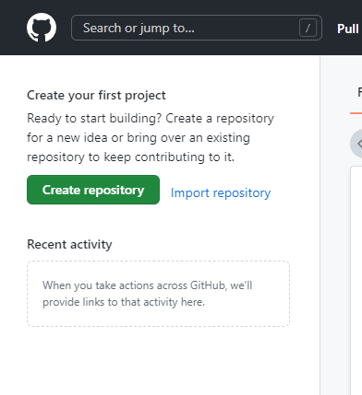 Search or jump to... /
Pull
Create your first project
Ready to start building? Create a repository
for a new idea or bring over an existing
repository to keep contributing to it.
Create repository Import repository
Recent activity
When you take actions across GitHub, we'll
provide links to that activity here.